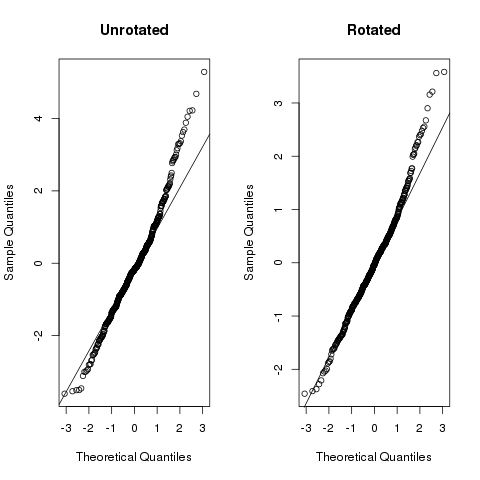 Unrotated
Sample Quantiles
-2 0 2 4
-3 -2 -1 0 1 2 3
Theoretical Quantiles
Rotated
Sample Quantiles
-2 -1 0 1 2 3
-3 -2 -1 0 1 2 3
Theoretical Quantiles